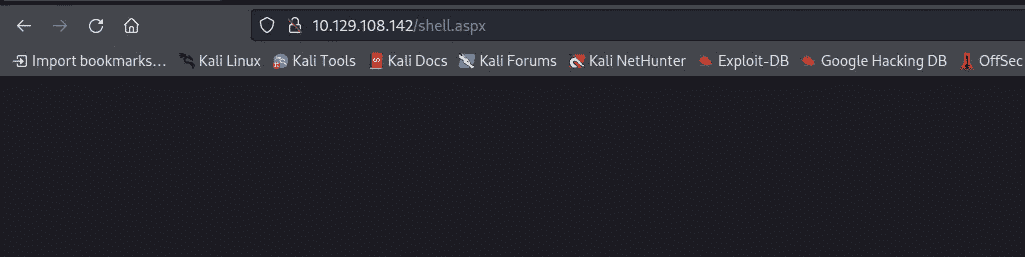 10.129.108.142/shell.aspx
Import bookmarks... Kali Linux Kali Tools Kali Docs Kali Forums Kali NetHunter Exploit-DB Google Hacking DB OffSec